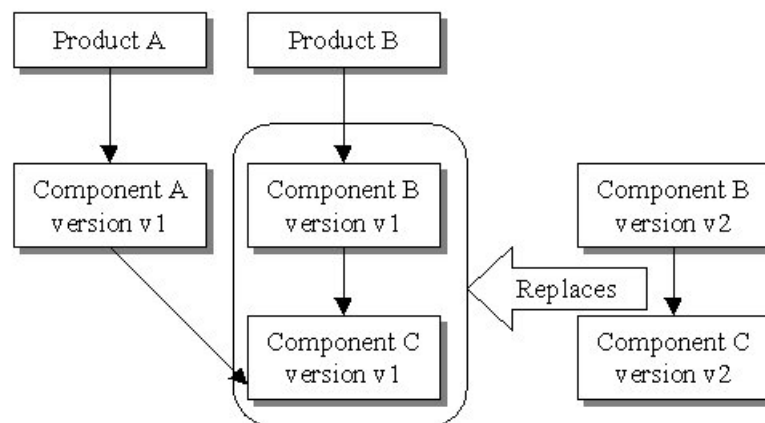 Product A
Product B
Component A
version v1
Component B
version v1
Component B
version v2
Replaces
Component C
version v1
Component C
version v2